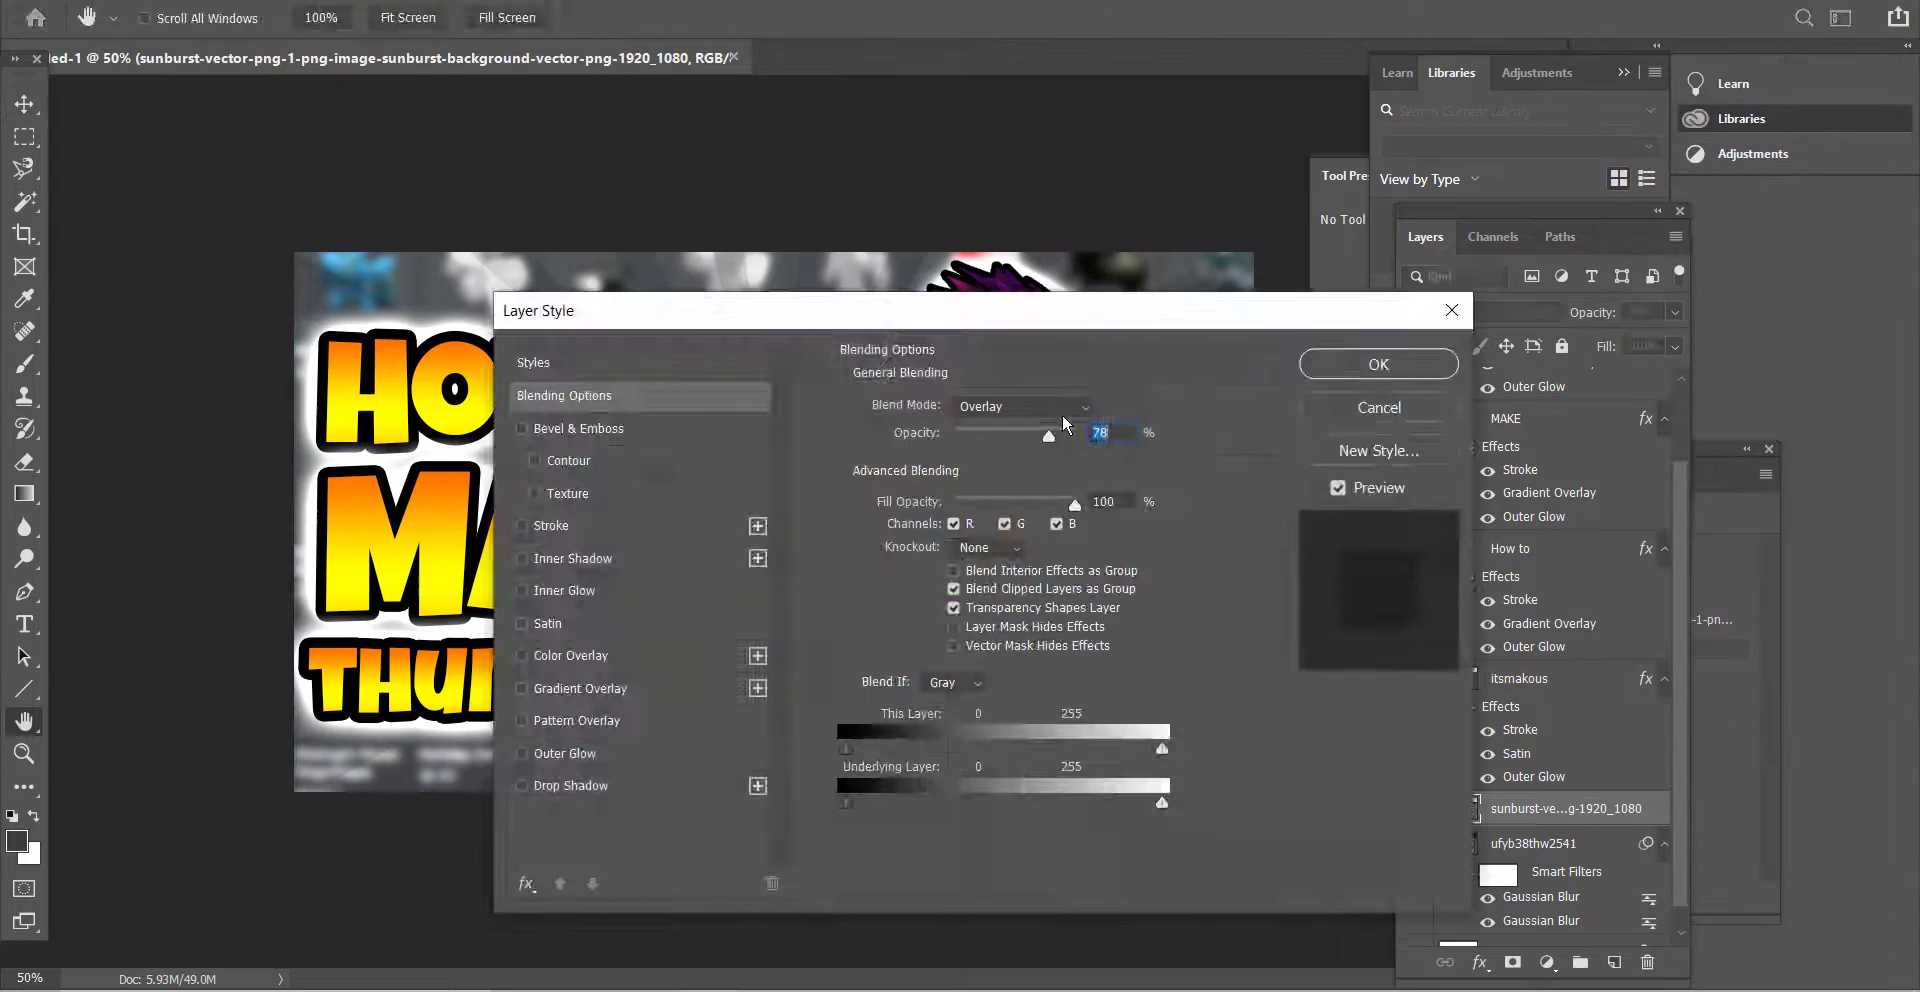 Scroll All Windows
100%
Fit Screen
Fill Screen
led-1 @ 50% (sunburst-vector-png-1-png-image-sunburst-background-vector-png-1920_1080, RGB/
Learn
Libraries
Adjustments
Search Current Library
View by Type
Learn
Libraries
Adjustments
Tool Pre
No Tool
Layers
Channels
Paths
Opacity:
Fill:
HO
MA
THU
Layer Style
Styles
Blending Options
Bevel & Emboss
Contour
Texture
Stroke
Inner Shadow
Inner Glow
Satin
Color Overlay
Gradient Overlay
Pattern Overlay
Outer Glow
Drop Shadow
fx
Blending Options
General Blending
Blend Mode: Overlay
Opacity: 78 %
Advanced Blending
Fill Opacity: 100 %
Channels: R G B
Knockout: None
Blend Interior Effects as Group
Blend Clipped Layers as Group
Transparency Shapes Layer
Layer Mask Hides Effects
Vector Mask Hides Effects
Blend If: Gray
This Layer: 0 255
Underlying Layer: 0 255
OK
Cancel
New Style...
Preview
Outer Glow
MAKE fx
Effects
Stroke
Gradient Overlay
Outer Glow
How to fx
Effects
Stroke
Gradient Overlay
Outer Glow
itsmakous fx
Effects
Stroke
Satin
Outer Glow
sunburst-ve...g-1920_1080
ufyb38thw2541
Smart Filters
Gaussian Blur
Gaussian Blur
fx
-1-pn...
50%
Doc: 5.93M/49.0M